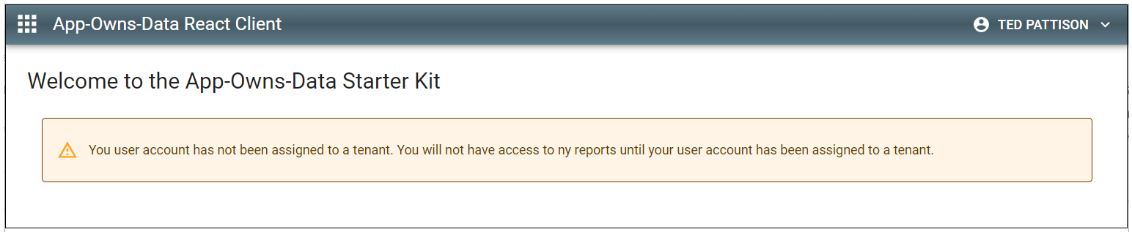 App-Owns-Data React Client
TED PATTISON
Welcome to the App-Owns-Data Starter Kit
You user account has not been assigned to a tenant. You will not have access to ny reports until your user account has been assigned to a tenant.